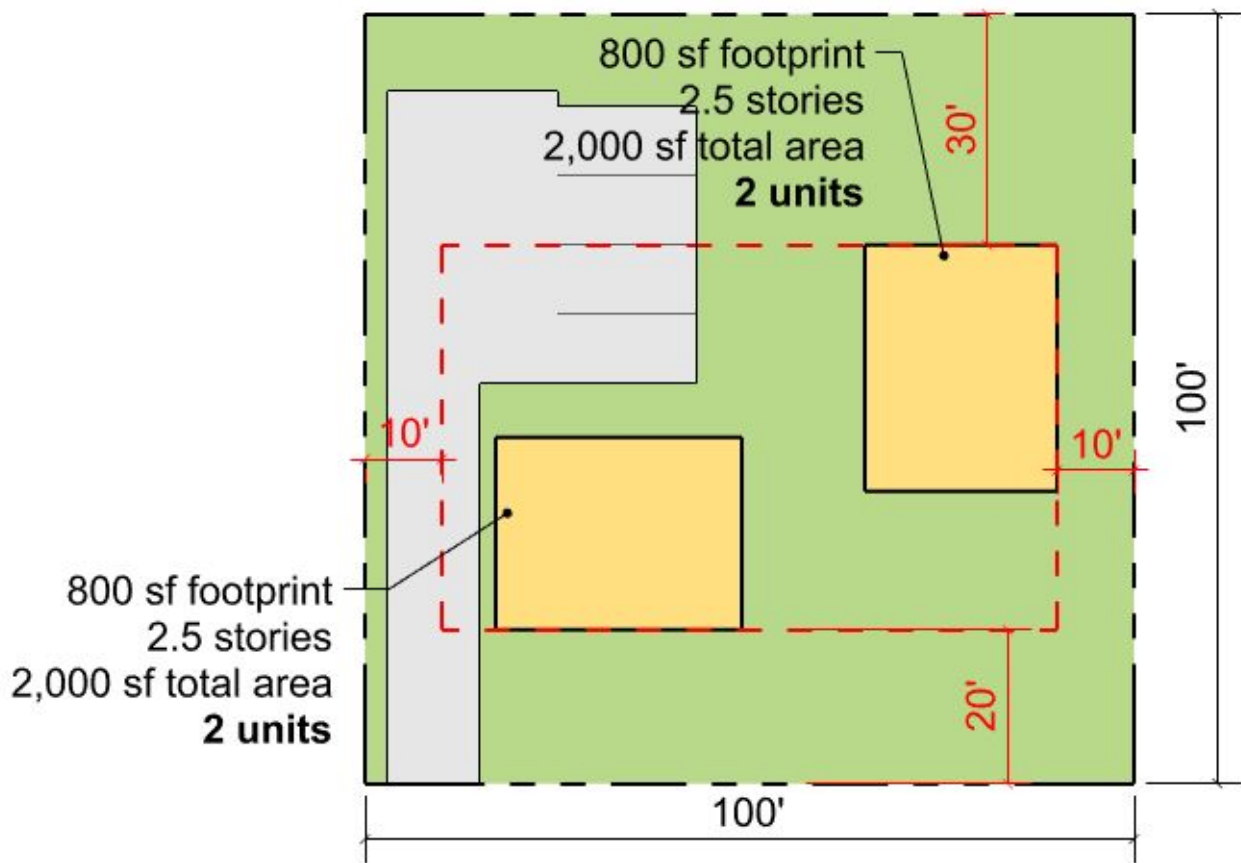 800 sf footprint
2.5 stories
2,000 sf total area
2 units
30'
100'
10'
10'
800 sf footprint
2.5 stories
2,000 sf total area
2 units
20'
100'